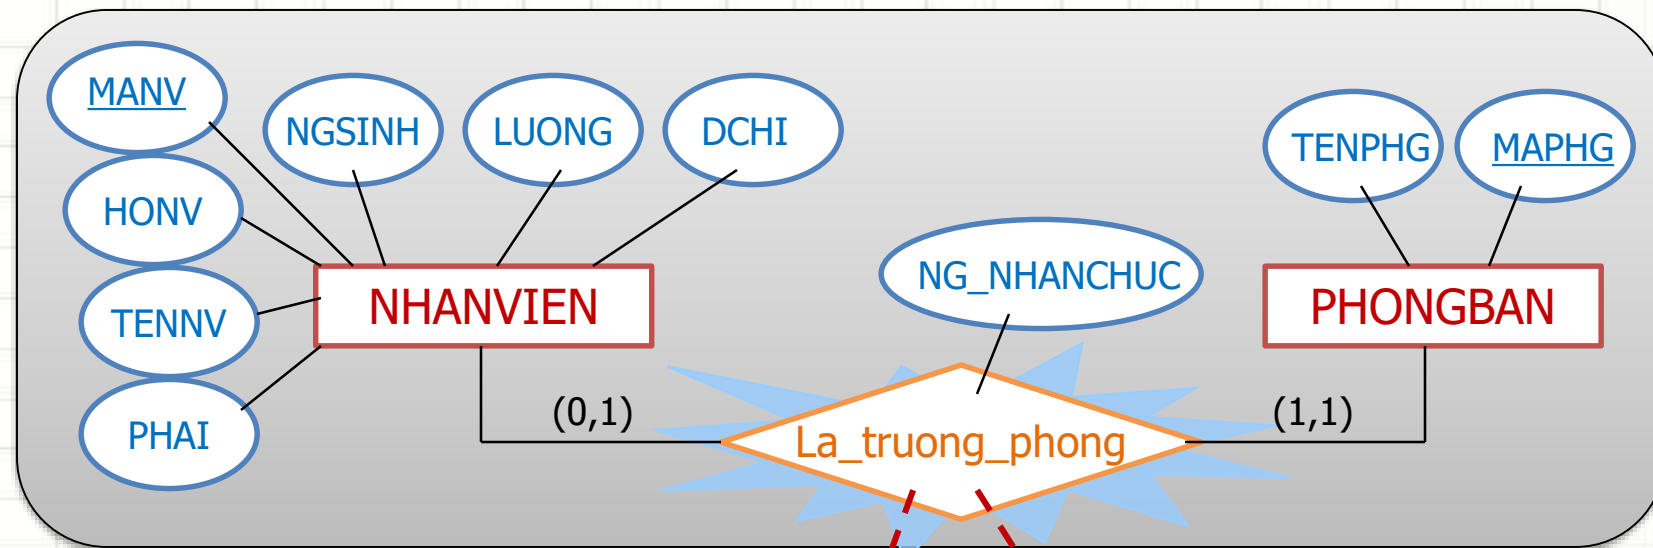 MANV
NGSINH
LUONG
DCHI
TENPHG
MAPHG
HONV
NG_NHANCHUC
NHANVIEN
PHONGBAN
TENNV
(0,1)
(1,1)
PHAI
La_truong_phong